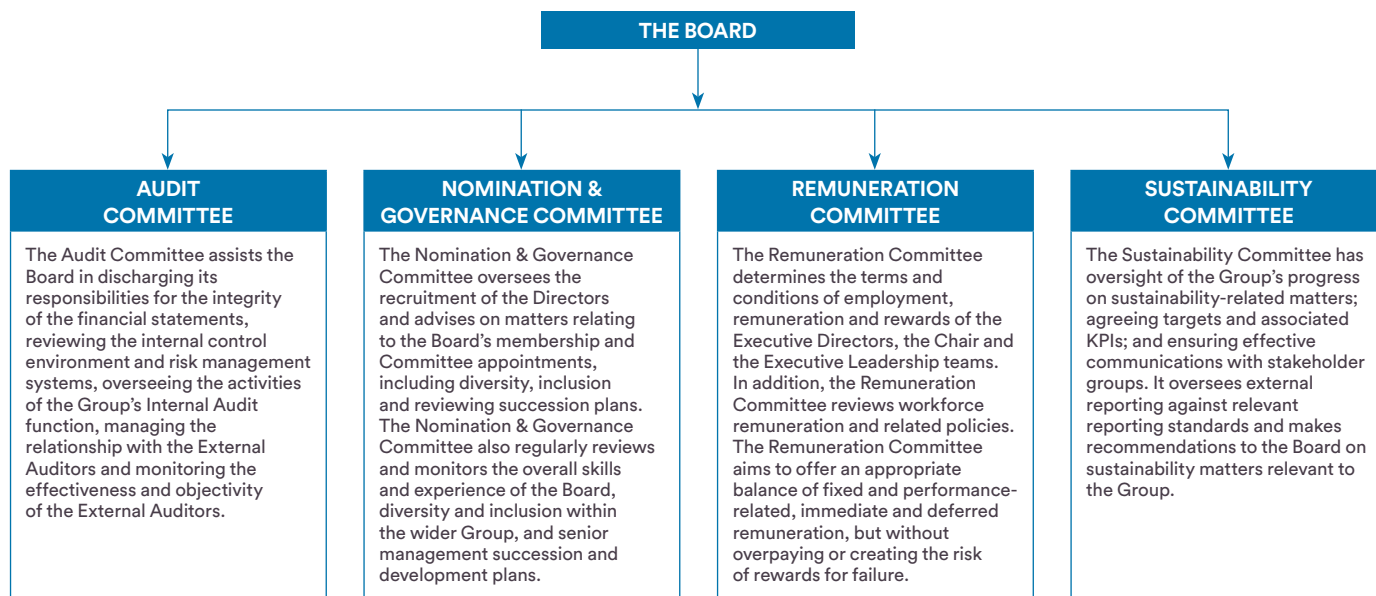 THE BOARD
AUDIT
COMMITTEE
The Audit Committee assists the
Board in discharging its
responsibilities for the integrity
of the financial statements,
reviewing the internal control
environment and risk management
systems, overseeing the activities
of the Group’s Internal Audit
function, managing the
relationship with the External
Auditors and monitoring the
effectiveness and objectivity
of the External Auditors.
NOMINATION &
GOVERNANCE COMMITTEE
The Nomination & Governance
Committee oversees the
recruitment of the Directors
and advises on matters relating
to the Board’s membership and
Committee appointments,
including diversity, inclusion
and reviewing succession plans.
The Nomination & Governance
Committee also regularly reviews
and monitors the overall skills
and experience of the Board,
diversity and inclusion within
the wider Group, and senior
management succession and
development plans.
REMUNERATION
COMMITTEE
The Remuneration Committee
determines the terms and
conditions of employment,
remuneration and rewards of the
Executive Directors, the Chair and
the Executive Leadership teams.
In addition, the Remuneration
Committee reviews workforce
remuneration and related policies.
The Remuneration Committee
aims to offer an appropriate
balance of fixed and performance-
related, immediate and deferred
remuneration, but without
overpaying or creating the risk
of rewards for failure.
SUSTAINABILITY
COMMITTEE
The Sustainability Committee has
oversight of the Group’s progress
on sustainability-related matters;
agreeing targets and associated
KPIs; and ensuring effective
communications with stakeholder
groups. It oversees external
reporting against relevant
reporting standards and makes
recommendations to the Board on
sustainability matters relevant to
the Group.